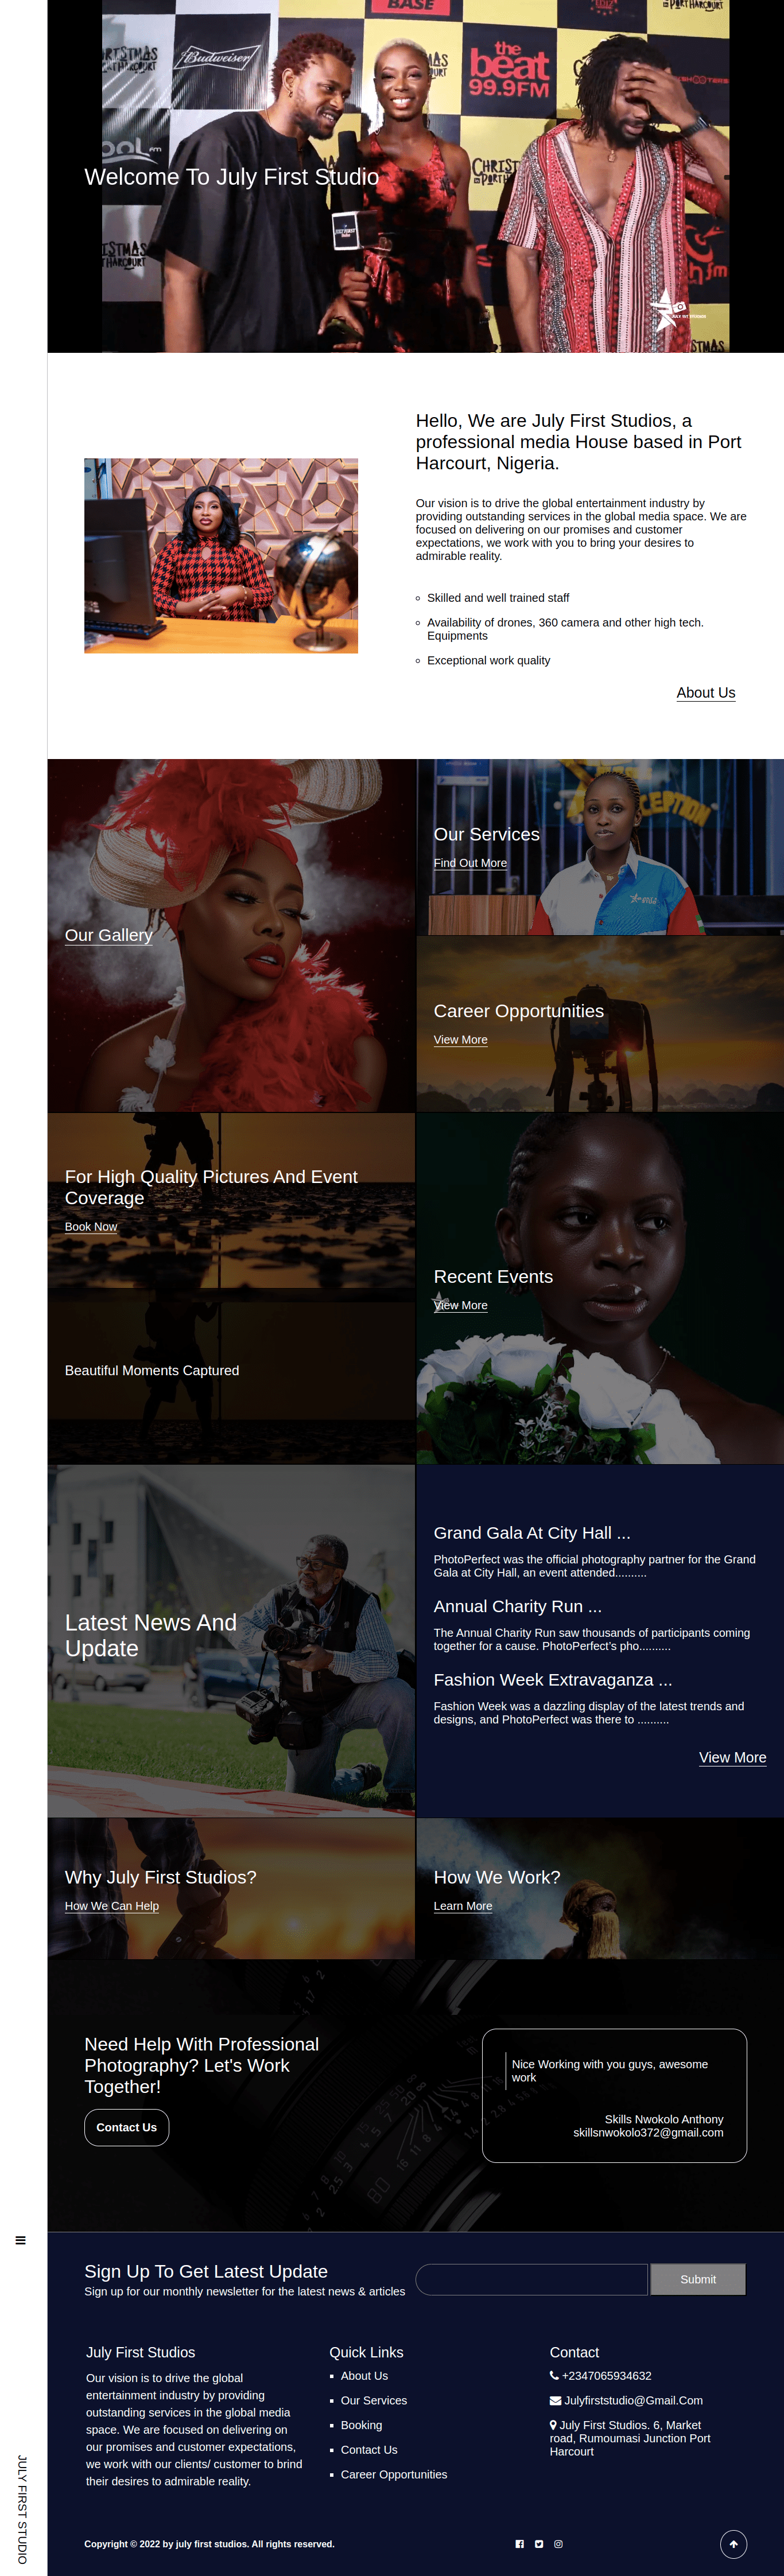 BASE
PORT HARCOURT
Budweiser
the
beat
99.9FM
CHRISTMAS
IN PORT HARCOURT
Welcome To July First Studio
JULY FIRST
Hello, We are July First Studios, a
professional media House based in Port
Harcourt, Nigeria.
Our vision is to drive the global entertainment industry by
providing outstanding services in the global media space. We are
focused on delivering on our promises and customer
expectations, we work with you to bring your desires to
admirable reality.
Skilled and well trained staff
Availability of drones, 360 camera and other high tech.
Equipments
Exceptional work quality
About Us
Our Gallery
Our Services
Find Out More
Career Opportunities
View More
For High Quality Pictures And Event
Coverage
Book Now
Beautiful Moments Captured
Recent Events
View More
Latest News And
Update
Grand Gala At City Hall ...
PhotoPerfect was the official photography partner for the Grand
Gala at City Hall, an event attended..........
Annual Charity Run ...
The Annual Charity Run saw thousands of participants coming
together for a cause. PhotoPerfect’s pho..........
Fashion Week Extravaganza ...
Fashion Week was a dazzling display of the latest trends and
designs, and PhotoPerfect was there to ..........
View More
Why July First Studios?
How We Can Help
How We Work?
Learn More
Need Help With Professional
Photography? Let's Work
Together!
Contact Us
Nice Working with you guys, awesome
work
Skills Nwokolo Anthony
skillsnwokolo372@gmail.com
Sign Up To Get Latest Update
Sign up for our monthly newsletter for the latest news & articles
Submit
July First Studios
Our vision is to drive the global
entertainment industry by providing
outstanding services in the global media
space. We are focused on delivering on
our promises and customer expectations,
we work with our clients/ customer to brind
their desires to admirable reality.
Quick Links
About Us
Our Services
Booking
Contact Us
Career Opportunities
Contact
+2347065934632
Julyfirststudio@Gmail.Com
July First Studios. 6, Market
road, Rumoumasi Junction Port
Harcourt
JULY FIRST STUDIO
Copyright © 2022 by july first studios. All rights reserved.